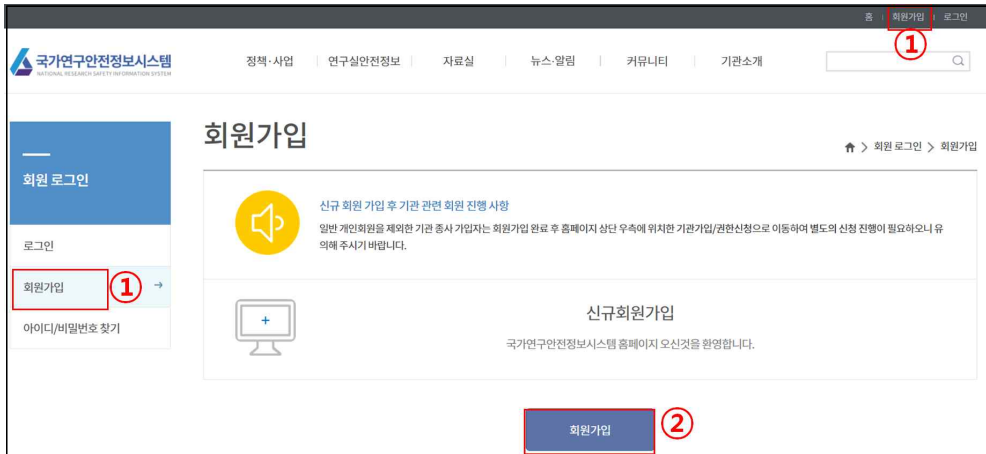 홈 회원가입 로그인
①
국가연구안전정보시스템
NATIONAL RESEARCH SAFETY INFORMATION SYSTEM
정책·사업 연구실안전정보 자료실 뉴스·알림 커뮤니티 기관소개
회원 로그인
로그인
회원가입 ①
아이디/비밀번호 찾기
회원가입
회원 로그인 > 회원가입
신규 회원 가입 후 기관 관련 회원 진행 사항
일반 개인회원을 제외한 기관 종사 가입자는 회원가입 완료 후 홈페이지 상단 우측에 위치한 기관가입/권한신청으로 이동하여 별도의 신청 진행이 필요하오니 유
의해 주시기 바랍니다.
신규회원가입
국가연구안전정보시스템 홈페이지 오신것을 환영합니다.
회원가입 ②